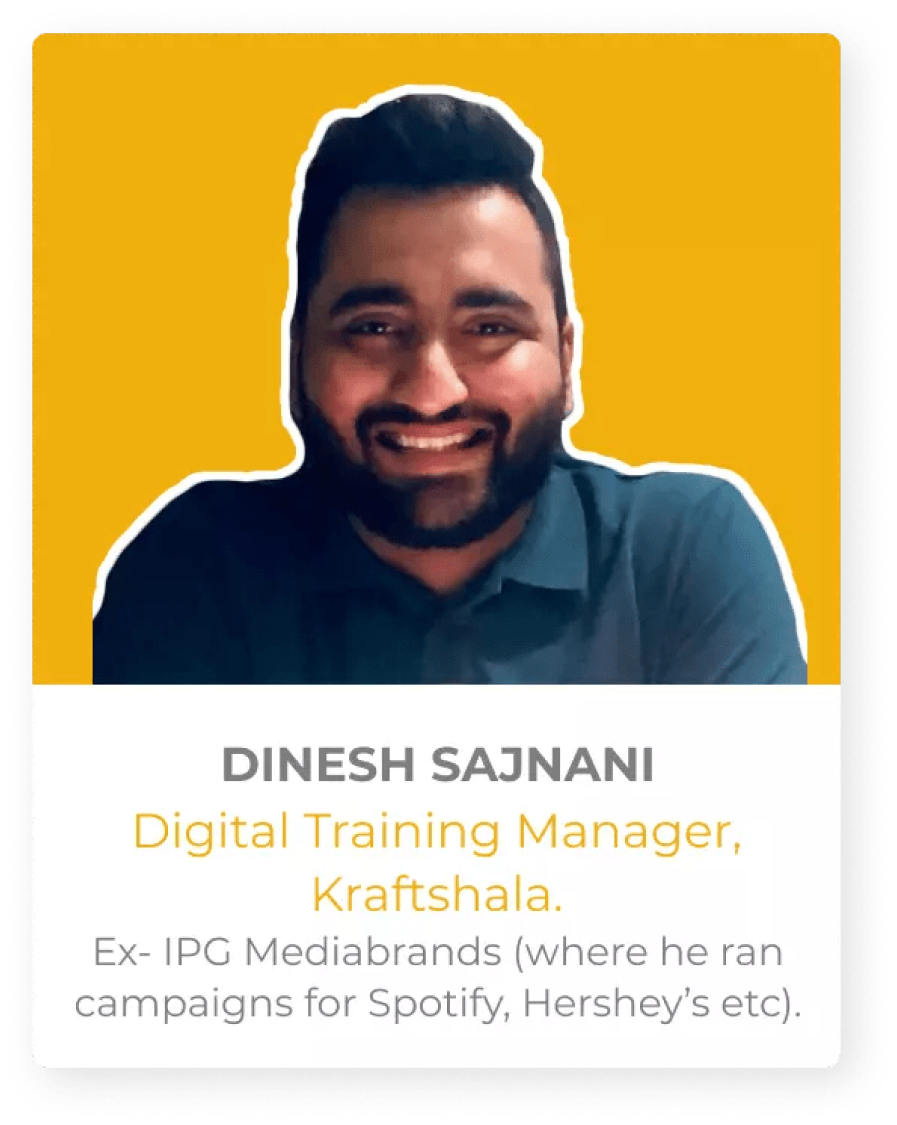 DINESH SAJNANI
Digital Training Manager,
Kraftshala.
Ex- IPG Mediabrands (where he ran
campaigns for Spotify, Hershey’s etc).